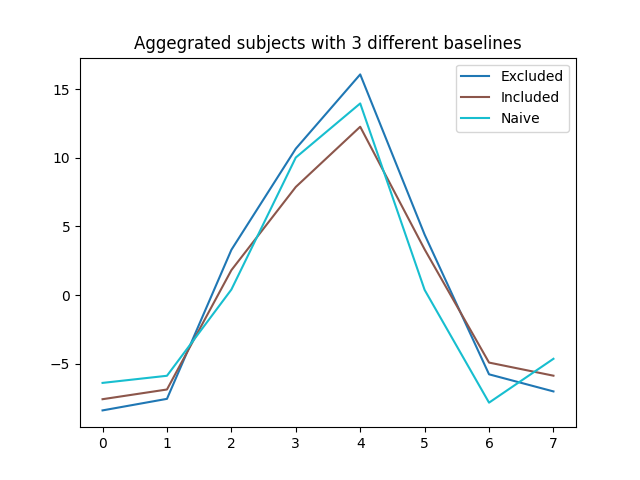 Aggegrated subjects with 3 different baselines
Excluded
Included
Naive
15
10
5
0
−5
0 1 2 3 4 5 6 7